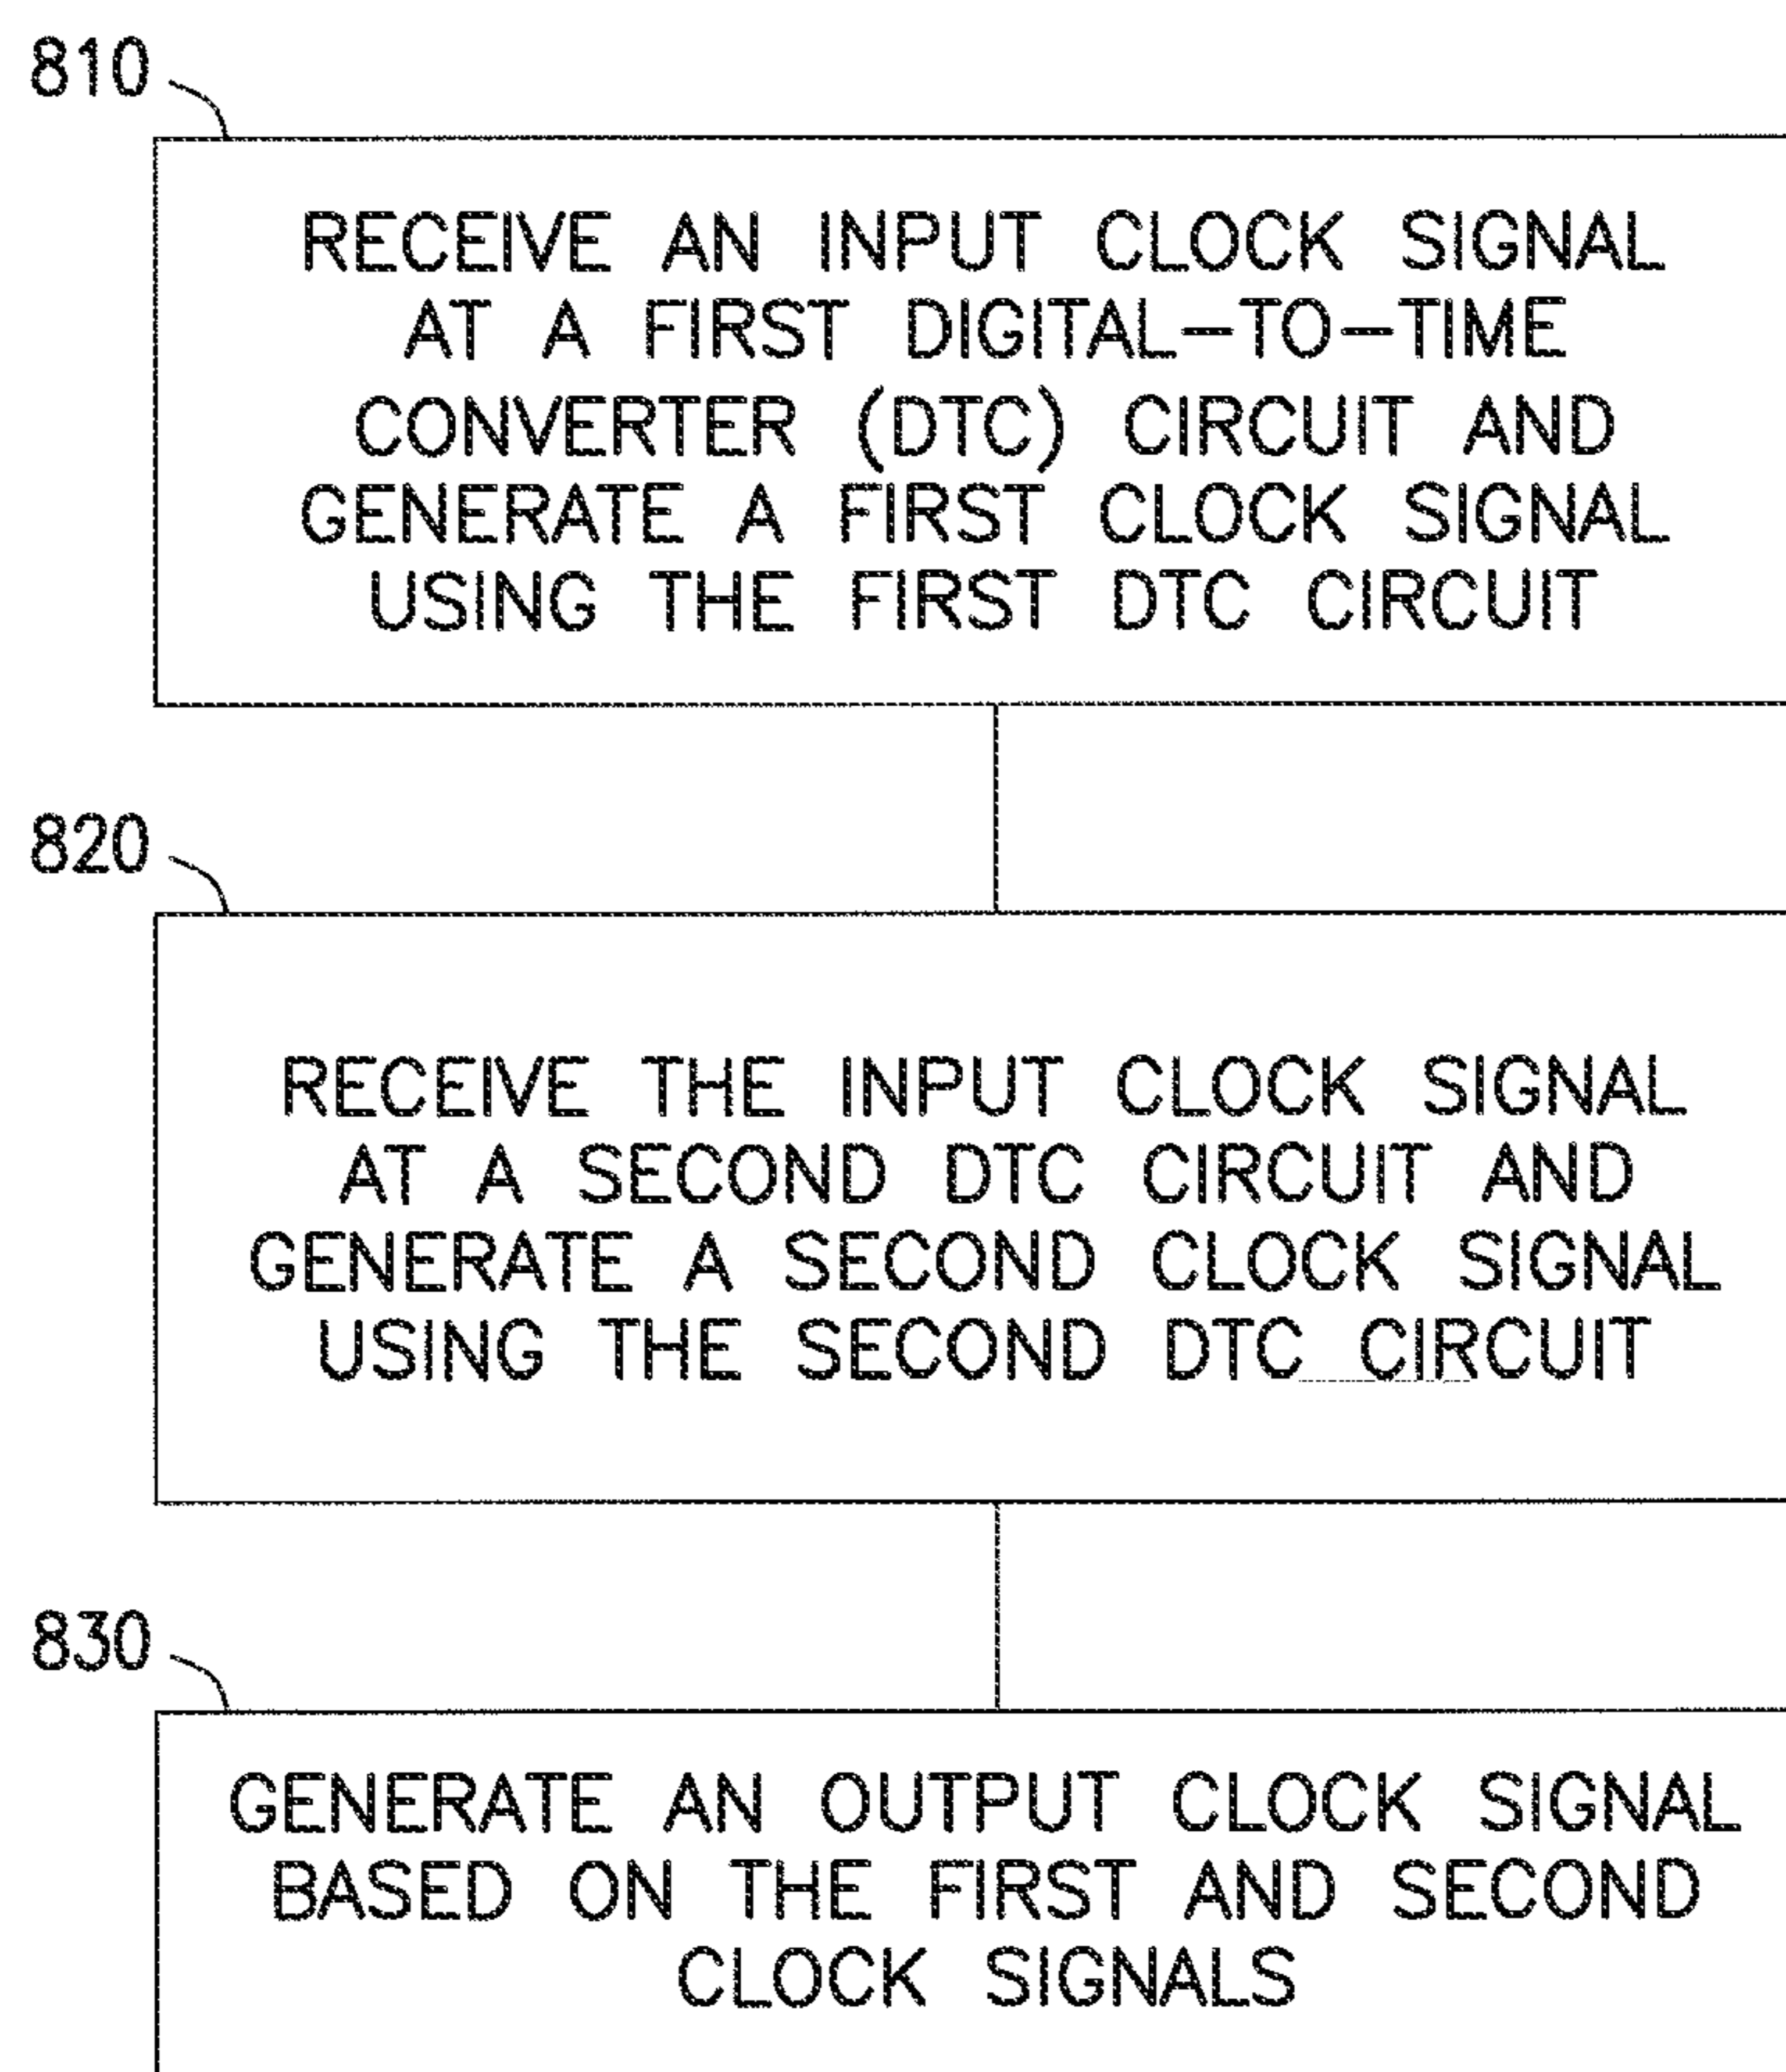 810
RECEIVE AN INPUT CLOCK SIGNAL
AT A FIRST DIGITAL-TO-TIME
CONVERTER (DTC) CIRCUIT AND
GENERATE A FIRST CLOCK SIGNAL
USING THE FIRST DTC CIRCUIT
820
RECEIVE THE INPUT CLOCK SIGNAL
AT A SECOND DTC CIRCUIT AND
GENERATE A SECOND CLOCK SIGNAL
USING THE SECOND DTC CIRCUIT
830
GENERATE AN OUTPUT CLOCK SIGNAL
BASED ON THE FIRST AND SECOND
CLOCK SIGNALS